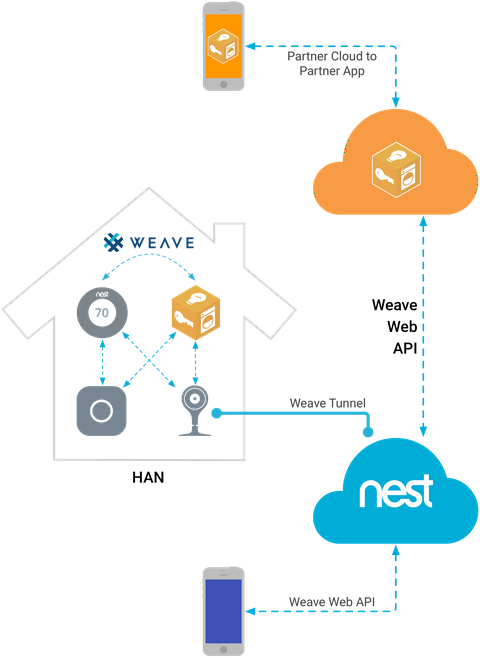 Partner Cloud to
Partner App
WEAVE
nest
70
Weave
Web
API
Weave Tunnel
HAN
nest
Weave Web API